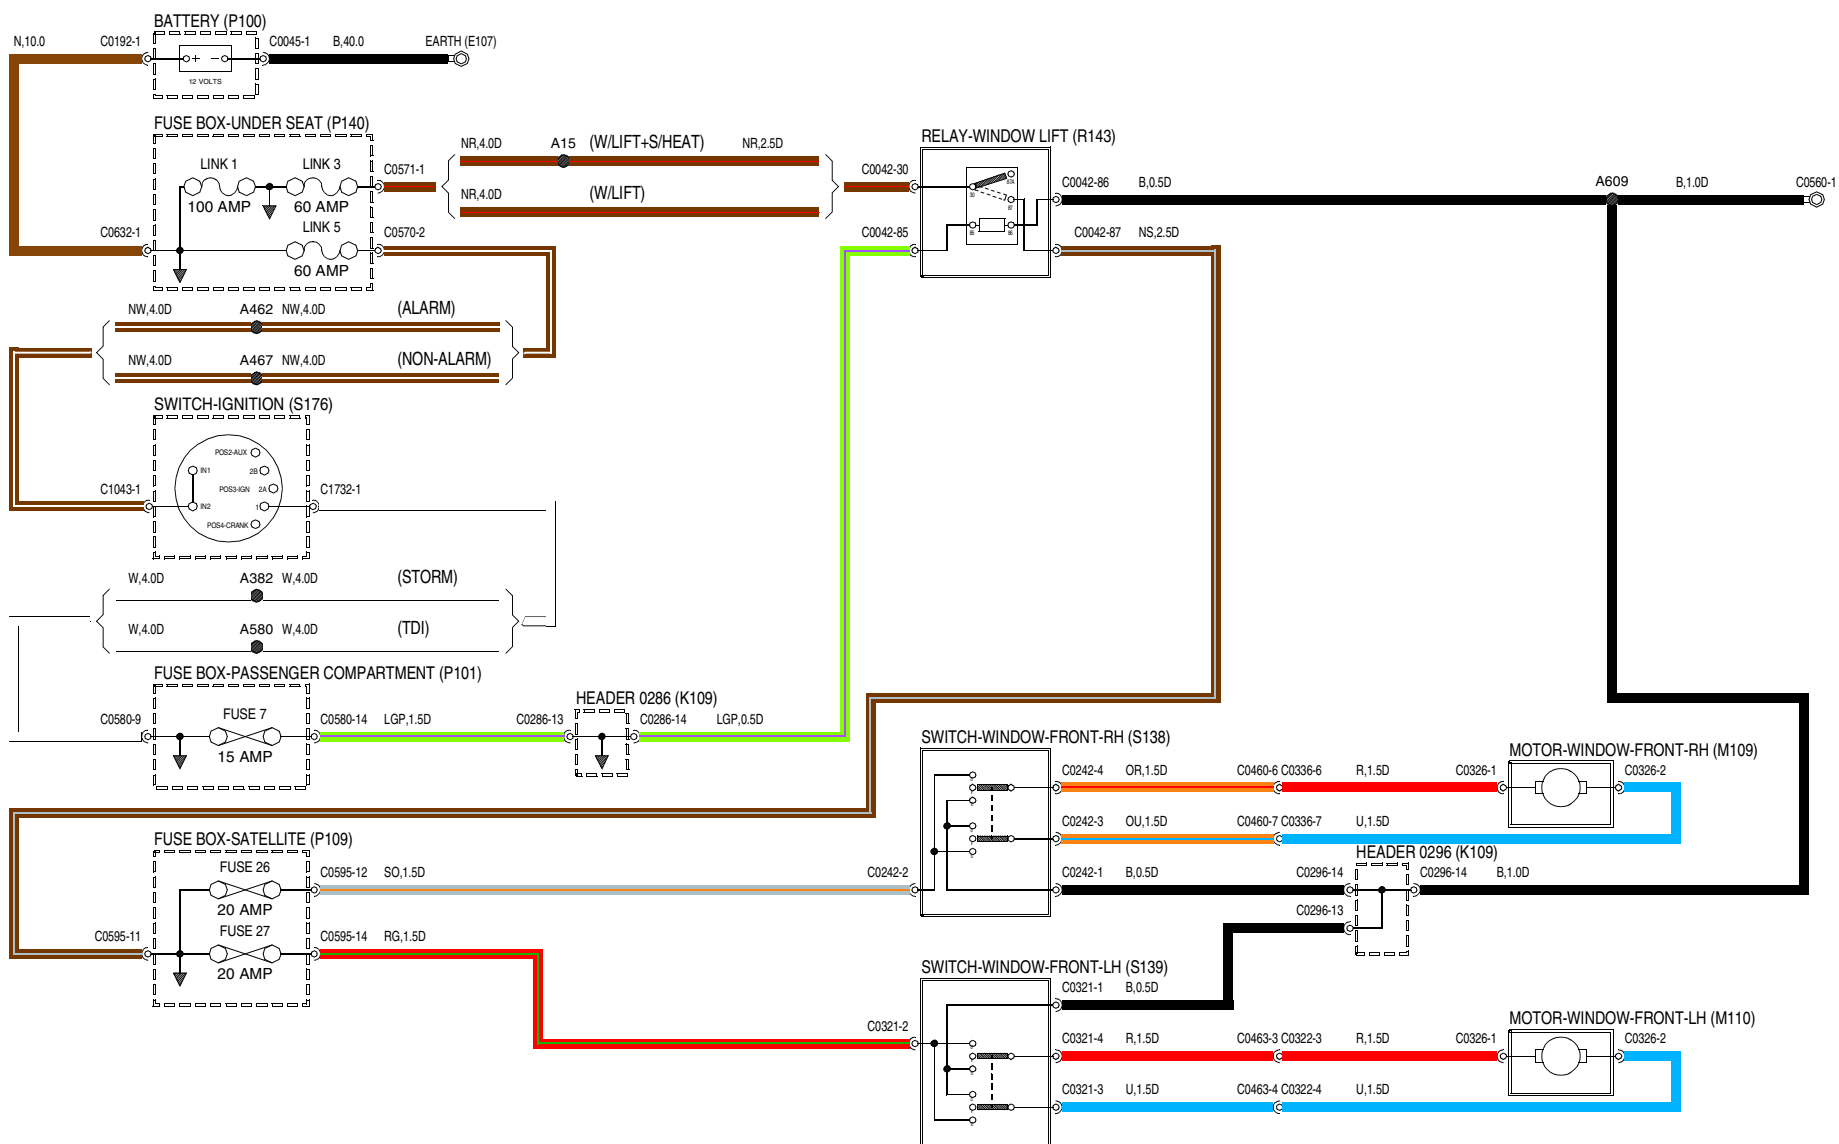 BATTERY (P100)
N,10.0 C0192-1 C0045-1 B,40.0 EARTH (E107)
+ −
12 VOLTS
FUSE BOX-UNDER SEAT (P140)
LINK 1 LINK 3 C0571-1
100 AMP 60 AMP
C0632-1 LINK 5 C0570-2
60 AMP
NR,4.0D A15 (W/LIFT+S/HEAT) NR,2.5D
NR,4.0D (W/LIFT)
RELAY-WINDOW LIFT (R143)
C0042-30 C0042-86 B,0.5D A609 B,1.0D C0560-1
C0042-85 C0042-87 NS,2.5D
30 87A 87 85 86
NW,4.0D A462 NW,4.0D (ALARM)
NW,4.0D A467 NW,4.0D (NON-ALARM)
SWITCH-IGNITION (S176)
POS2-AUX
IN1 2B
POS3-IGN 2A
C1043-1 IN2 1 C1732-1
POS4-CRANK
W,4.0D A382 W,4.0D (STORM)
W,4.0D A580 W,4.0D (TDI)
FUSE BOX-PASSENGER COMPARTMENT (P101)
HEADER 0286 (K109)
C0580-9 FUSE 7 C0580-14 LGP,1.5D C0286-13 C0286-14 LGP,0.5D
15 AMP
SWITCH-WINDOW-FRONT-RH (S138)
MOTOR-WINDOW-FRONT-RH (M109)
C0242-4 OR,1.5D C0460-6 C0336-6 R,1.5D C0326-1 C0326-2
C0242-3 OU,1.5D C0460-7 C0336-7 U,1.5D
FUSE BOX-SATELLITE (P109)
HEADER 0296 (K109)
FUSE 26 C0595-12 SO,1.5D C0242-2 C0242-1 B,0.5D C0296-14 C0296-14 B,1.0D
20 AMP
C0296-13
C0595-11 FUSE 27 C0595-14 RG,1.5D
20 AMP
SWITCH-WINDOW-FRONT-LH (S139)
C0321-1 B,0.5D
MOTOR-WINDOW-FRONT-LH (M110)
C0321-2 C0321-4 R,1.5D C0463-3 C0322-3 R,1.5D C0326-1 C0326-2
C0321-3 U,1.5D C0463-4 C0322-4 U,1.5D